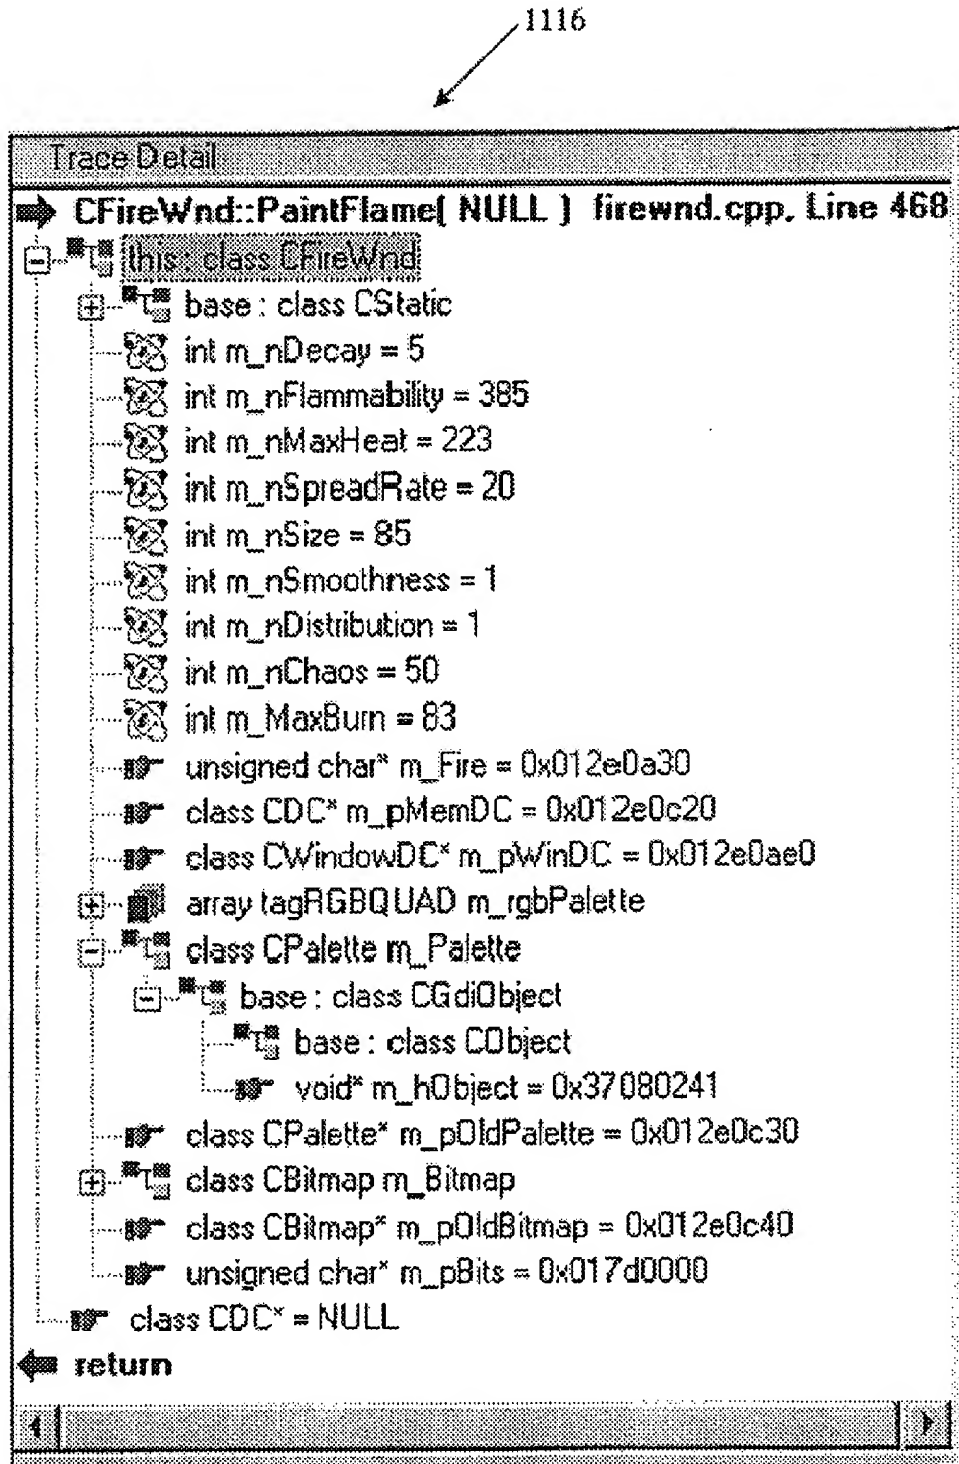 1116
Trace Detail
CFireWnd::PaintFlame( NULL ) firewnd.cpp, Line 468
this : class CFireWnd
base : class CStatic
int m_nDecay = 5
int m_nFlammability = 385
int m_nMaxHeat = 223
int m_nSpreadRate = 20
int m_nSize = 85
int m_nSmoothness = 1
int m_nDistribution = 1
int m_nChaos = 50
int m_MaxBurn = 83
unsigned char* m_Fire = 0x012e0a30
class CDC* m_pMemDC = 0x012e0c20
class CWindowDC* m_pWinDC = 0x012e0ae0
array tagRGBQUAD m_rgbPalette
class CPalette m_Palette
base : class CGdiObject
base : class CObject
void* m_hObject = 0x37080241
class CPalette* m_pOldPalette = 0x012e0c30
class CBitmap m_Bitmap
class CBitmap* m_pOldBitmap = 0x012e0c40
unsigned char* m_pBits = 0x017d0000
class CDC* = NULL
return